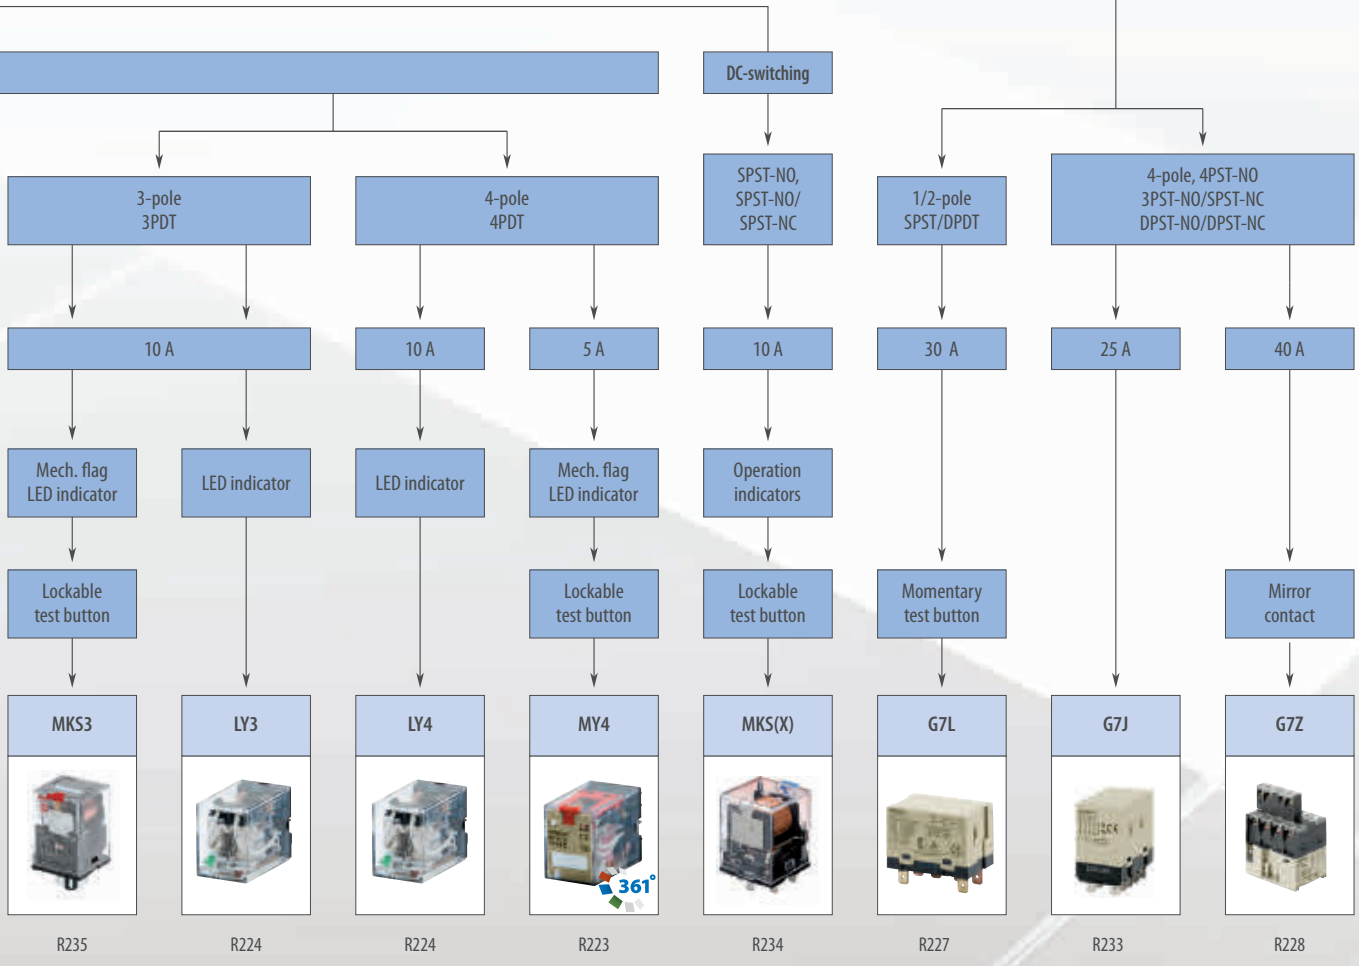 DC-switching
3-pole
3PDT
4-pole
4PDT
SPST-NO,
SPST-NO/
SPST-NC
1/2-pole
SPST/DPDT
4-pole, 4PST-NO
3PST-NO/SPST-NC
DPST-NO/DPST-NC
10 A
10 A
5 A
10 A
30 A
25 A
40 A
Mech. flag
LED indicator
LED indicator
LED indicator
Mech. flag
LED indicator
Operation
indicators
Lockable
test button
Lockable
test button
Lockable
test button
Momentary
test button
Mirror
contact
MKS3
LY3
LY4
MY4
MKS(X)
G7L
G7J
G7Z
361°
R235
R224
R224
R223
R234
R227
R233
R228